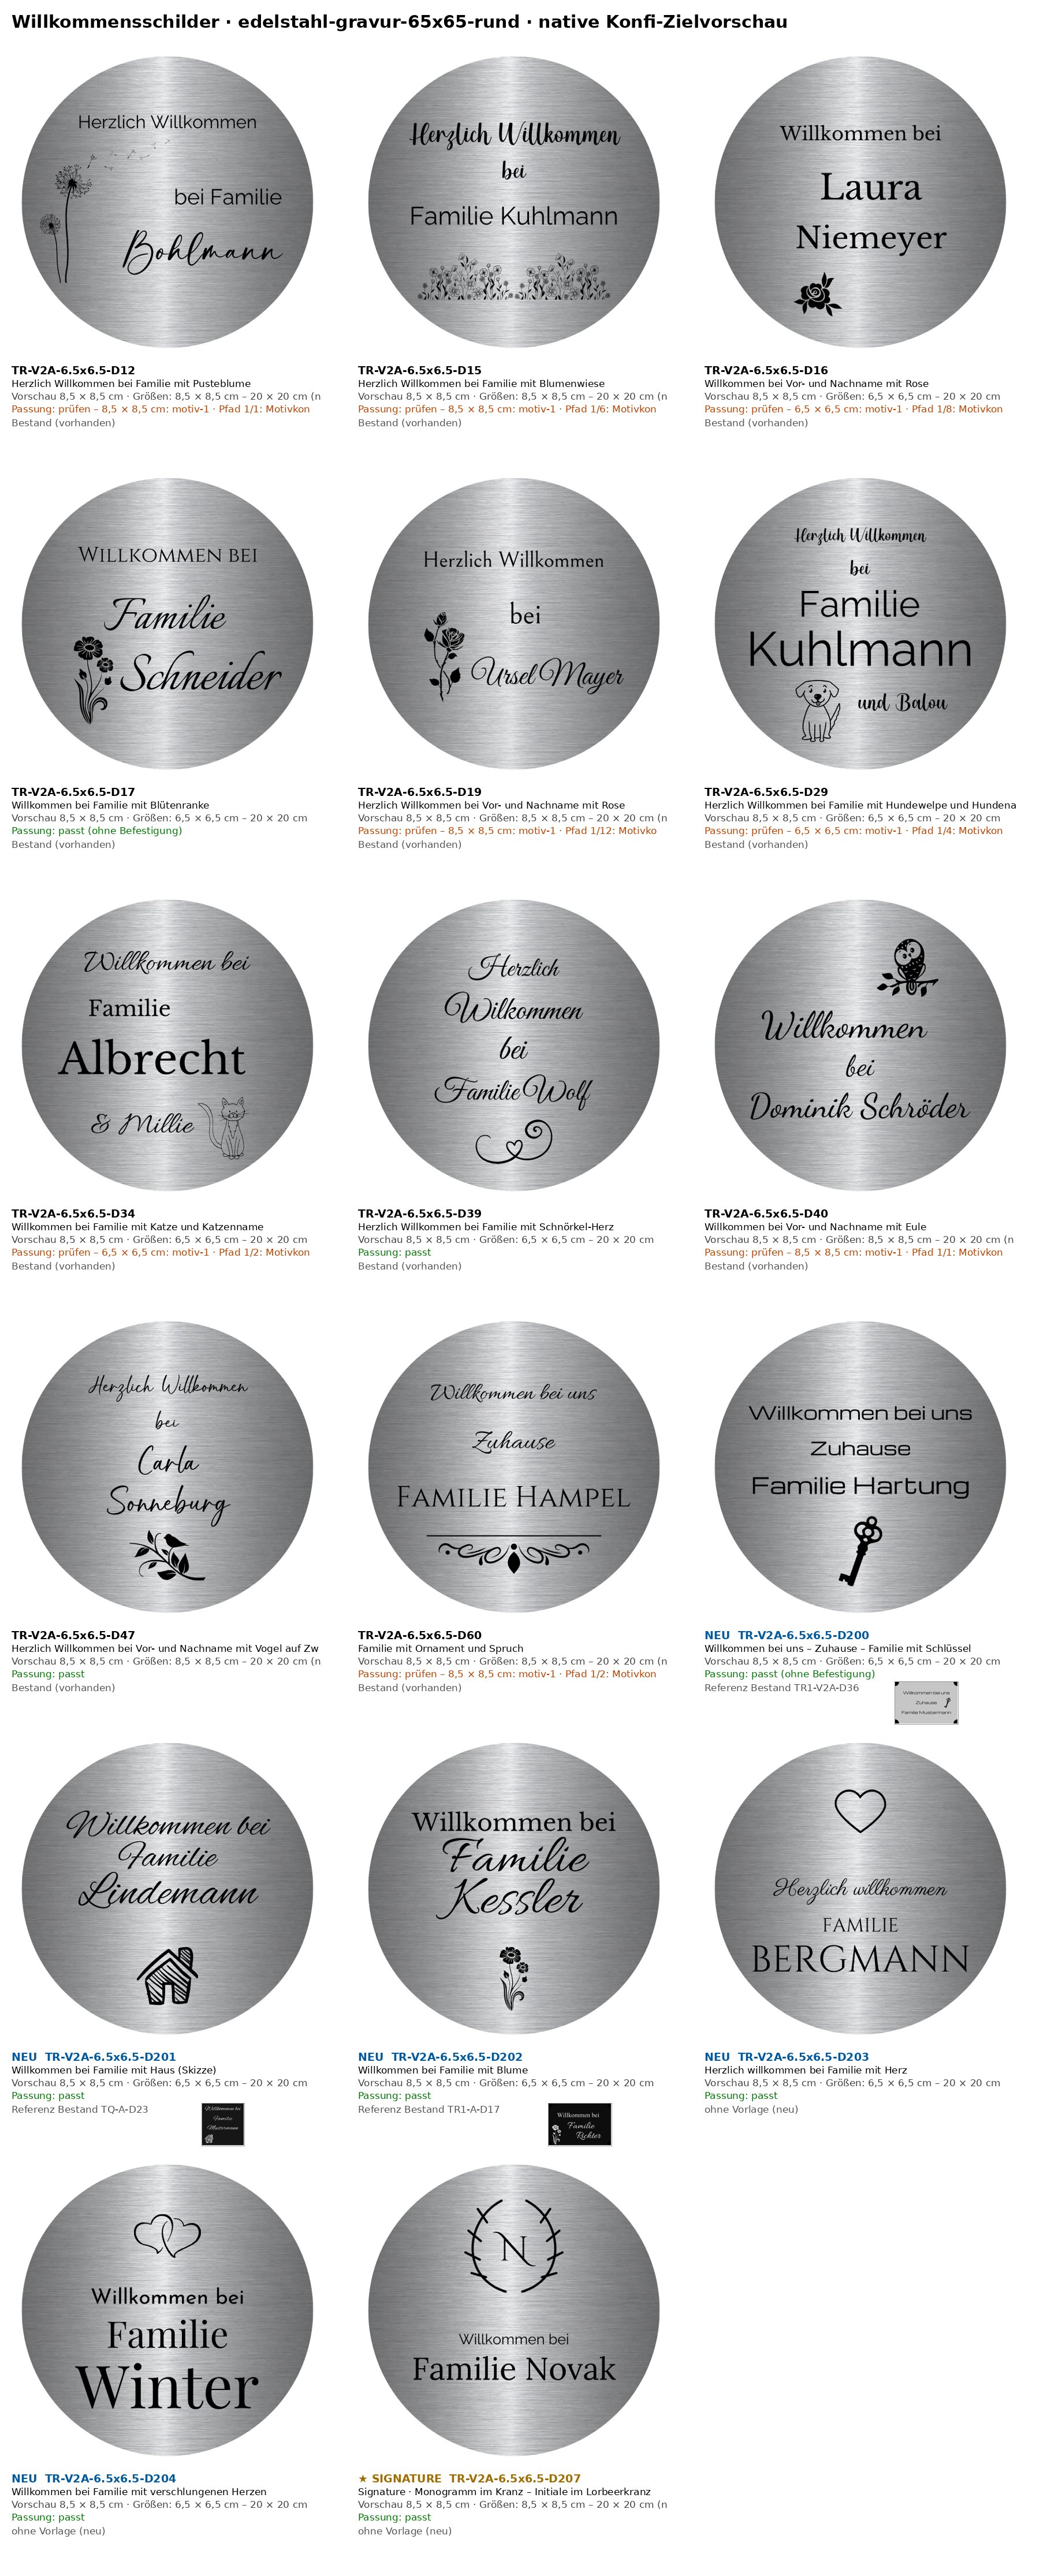 Willkommensschilder · edelstahl-gravur-65x65-rund · native Konfi-Zielvorschau
Herzlich Willkommen
bei Familie
Bohlmann
Herzlich Willkommen
bei
Familie Kuhlmann
Willkommen bei
Laura
Niemeyer
TR-V2A-6.5x6.5-D12
Herzlich Willkommen bei Familie mit Pusteblume
Vorschau 8,5 × 8,5 cm · Größen: 8,5 × 8,5 cm – 20 × 20 cm (n
Passung: prüfen – 8,5 × 8,5 cm: motiv-1 · Pfad 1/1: Motivkon
Bestand (vorhanden)
TR-V2A-6.5x6.5-D15
Herzlich Willkommen bei Familie mit Blumenwiese
Vorschau 8,5 × 8,5 cm · Größen: 8,5 × 8,5 cm – 20 × 20 cm (n
Passung: prüfen – 8,5 × 8,5 cm: motiv-1 · Pfad 1/6: Motivkon
Bestand (vorhanden)
TR-V2A-6.5x6.5-D16
Willkommen bei Vor- und Nachname mit Rose
Vorschau 8,5 × 8,5 cm · Größen: 6,5 × 6,5 cm – 20 × 20 cm
Passung: prüfen – 6,5 × 6,5 cm: motiv-1 · Pfad 1/8: Motivkon
Bestand (vorhanden)
Willkommen bei
Familie
Schneider
Herzlich Willkommen
bei
Ursel Mayer
Herzlich Willkommen
bei
Familie
Kuhlmann
und Balou
TR-V2A-6.5x6.5-D17
Willkommen bei Familie mit Blütenranke
Vorschau 8,5 × 8,5 cm · Größen: 6,5 × 6,5 cm – 20 × 20 cm
Passung: passt (ohne Befestigung)
Bestand (vorhanden)
TR-V2A-6.5x6.5-D19
Herzlich Willkommen bei Vor- und Nachname mit Rose
Vorschau 8,5 × 8,5 cm · Größen: 8,5 × 8,5 cm – 20 × 20 cm (n
Passung: prüfen – 8,5 × 8,5 cm: motiv-1 · Pfad 1/12: Motivko
Bestand (vorhanden)
TR-V2A-6.5x6.5-D29
Herzlich Willkommen bei Familie mit Hundewelpe und Hundena
Vorschau 8,5 × 8,5 cm · Größen: 6,5 × 6,5 cm – 20 × 20 cm
Passung: prüfen – 6,5 × 6,5 cm: motiv-1 · Pfad 1/4: Motivkon
Bestand (vorhanden)
Willkommen bei
Familie
Albrecht
& Millie
Herzlich
Wilkommen
bei
Familie Wolf
Willkommen
bei
Dominik Schröder
TR-V2A-6.5x6.5-D34
Willkommen bei Familie mit Katze und Katzenname
Vorschau 8,5 × 8,5 cm · Größen: 6,5 × 6,5 cm – 20 × 20 cm
Passung: prüfen – 6,5 × 6,5 cm: motiv-1 · Pfad 1/2: Motivkon
Bestand (vorhanden)
TR-V2A-6.5x6.5-D39
Herzlich Willkommen bei Familie mit Schnörkel-Herz
Vorschau 8,5 × 8,5 cm · Größen: 6,5 × 6,5 cm – 20 × 20 cm
Passung: passt
Bestand (vorhanden)
TR-V2A-6.5x6.5-D40
Willkommen bei Vor- und Nachname mit Eule
Vorschau 8,5 × 8,5 cm · Größen: 8,5 × 8,5 cm – 20 × 20 cm (n
Passung: prüfen – 8,5 × 8,5 cm: motiv-1 · Pfad 1/1: Motivkon
Bestand (vorhanden)
Herzlich Willkommen
bei
Carla
Sonneburg
Willkommen bei uns
Zuhause
Familie Hampel
Willkommen bei uns
Zuhause
Familie Hartung
TR-V2A-6.5x6.5-D47
Herzlich Willkommen bei Vor- und Nachname mit Vogel auf Zw
Vorschau 8,5 × 8,5 cm · Größen: 8,5 × 8,5 cm – 20 × 20 cm (n
Passung: passt
Bestand (vorhanden)
TR-V2A-6.5x6.5-D60
Familie mit Ornament und Spruch
Vorschau 8,5 × 8,5 cm · Größen: 8,5 × 8,5 cm – 20 × 20 cm (n
Passung: prüfen – 8,5 × 8,5 cm: motiv-1 · Pfad 1/2: Motivkon
Bestand (vorhanden)
NEU TR-V2A-6.5x6.5-D200
Willkommen bei uns – Zuhause – Familie mit Schlüssel
Vorschau 8,5 × 8,5 cm · Größen: 6,5 × 6,5 cm – 20 × 20 cm
Passung: passt (ohne Befestigung)
Referenz Bestand TR1-V2A-D36
Willkommen bei uns
Zuhause
Familie Mustermann
Willkommen bei
Familie
Lindemann
Willkommen bei
Familie
Kessler
Herzlich willkommen
FAMILIE
BERGMANN
NEU TR-V2A-6.5x6.5-D201
Willkommen bei Familie mit Haus (Skizze)
Vorschau 8,5 × 8,5 cm · Größen: 6,5 × 6,5 cm – 20 × 20 cm
Passung: passt
Referenz Bestand TQ-A-D23
Willkommen bei
Familie
Mustermann
NEU TR-V2A-6.5x6.5-D202
Willkommen bei Familie mit Blume
Vorschau 8,5 × 8,5 cm · Größen: 6,5 × 6,5 cm – 20 × 20 cm
Passung: passt
Referenz Bestand TR1-A-D17
Willkommen bei
Familie
Richter
NEU TR-V2A-6.5x6.5-D203
Herzlich willkommen bei Familie mit Herz
Vorschau 8,5 × 8,5 cm · Größen: 6,5 × 6,5 cm – 20 × 20 cm
Passung: passt
ohne Vorlage (neu)
Willkommen bei
Familie
Winter
N
Willkommen bei
Familie Novak
NEU TR-V2A-6.5x6.5-D204
Willkommen bei Familie mit verschlungenen Herzen
Vorschau 8,5 × 8,5 cm · Größen: 6,5 × 6,5 cm – 20 × 20 cm
Passung: passt
ohne Vorlage (neu)
★ SIGNATURE TR-V2A-6.5x6.5-D207
Signature · Monogramm im Kranz – Initiale im Lorbeerkranz
Vorschau 8,5 × 8,5 cm · Größen: 8,5 × 8,5 cm – 20 × 20 cm (n
Passung: passt
ohne Vorlage (neu)